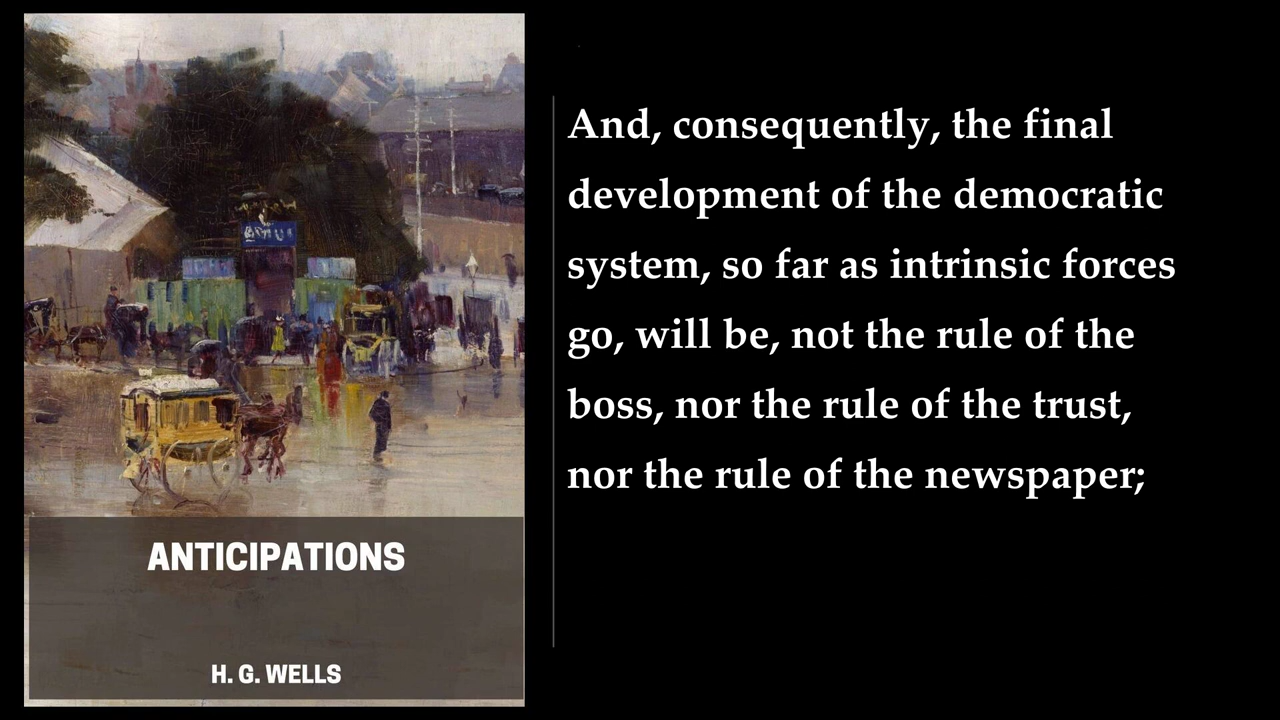 ANTICIPATIONS
H. G. WELLS
And, consequently, the final
development of the democratic
system, so far as intrinsic forces
go, will be, not the rule of the
boss, nor the rule of the trust,
nor the rule of the newspaper;